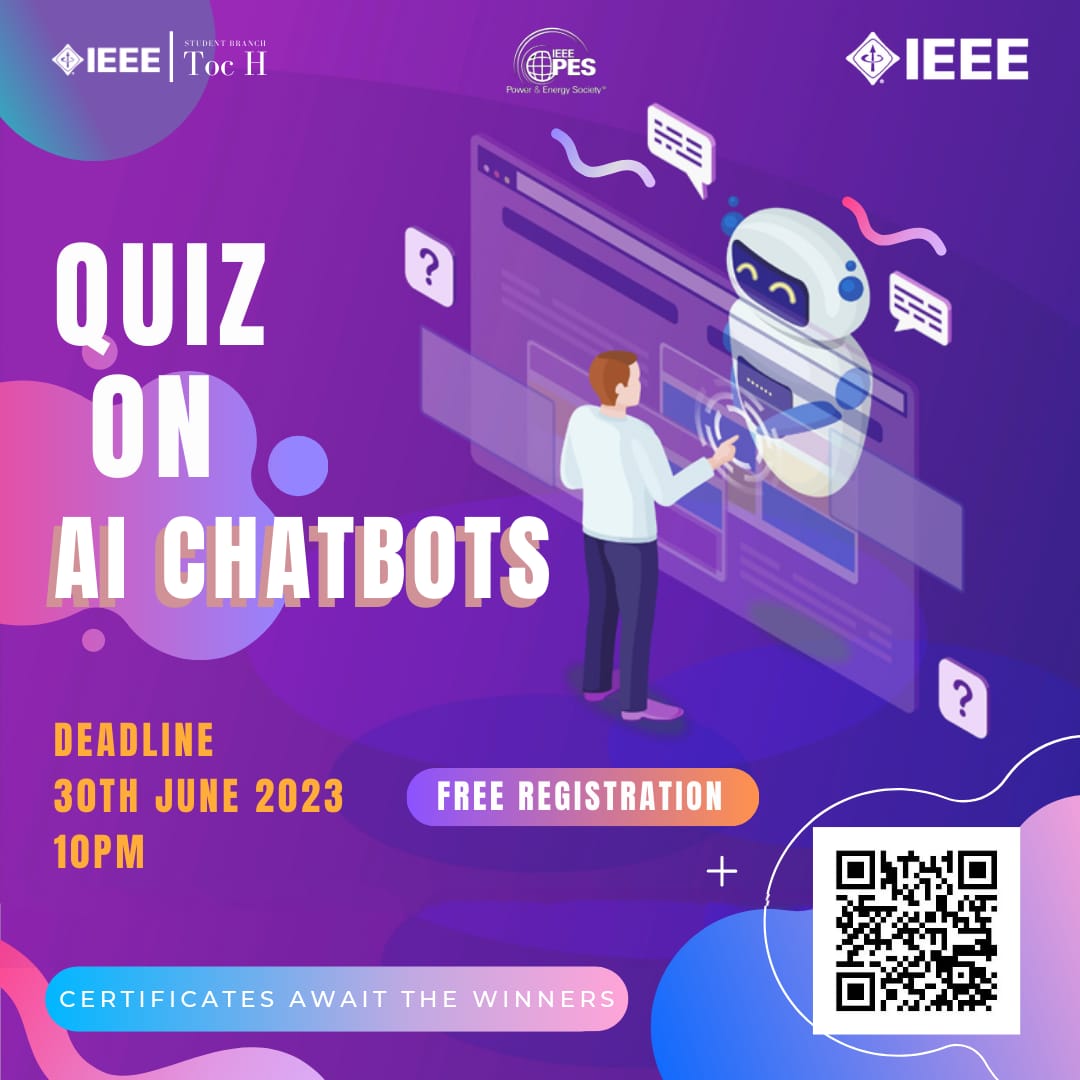 IEEE
STUDENT BRANCH
Toc H
IEEE
PES
Power & Energy Society®
IEEE
QUIZ
ON
AI CHATBOTS
?
?
DEADLINE
30TH JUNE 2023
10PM
FREE REGISTRATION
CERTIFICATES AWAIT THE WINNERS